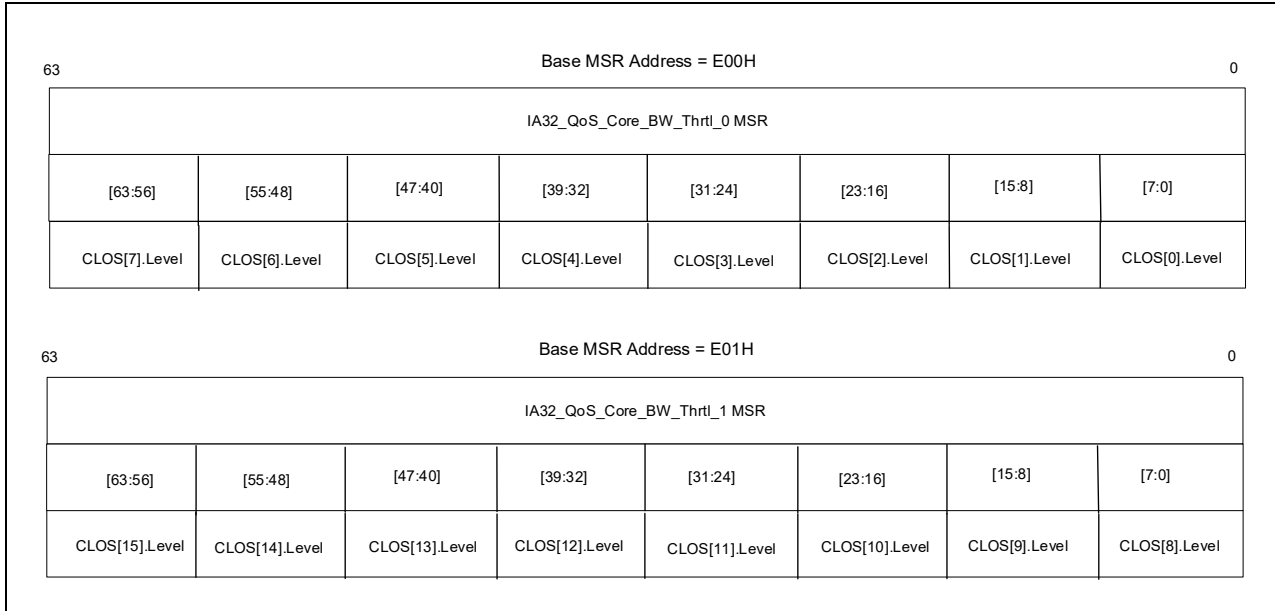 Base MSR Address = E00H
63 0
IA32_QoS_Core_BW_Thrtl_0 MSR
[63:56] [55:48] [47:40] [39:32] [31:24] [23:16] [15:8] [7:0]
CLOS[7].Level CLOS[6].Level CLOS[5].Level CLOS[4].Level CLOS[3].Level CLOS[2].Level CLOS[1].Level CLOS[0].Level
Base MSR Address = E01H
63 0
IA32_QoS_Core_BW_Thrtl_1 MSR
[63:56] [55:48] [47:40] [39:32] [31:24] [23:16] [15:8] [7:0]
CLOS[15].Level CLOS[14].Level CLOS[13].Level CLOS[12].Level CLOS[11].Level CLOS[10].Level CLOS[9].Level CLOS[8].Level